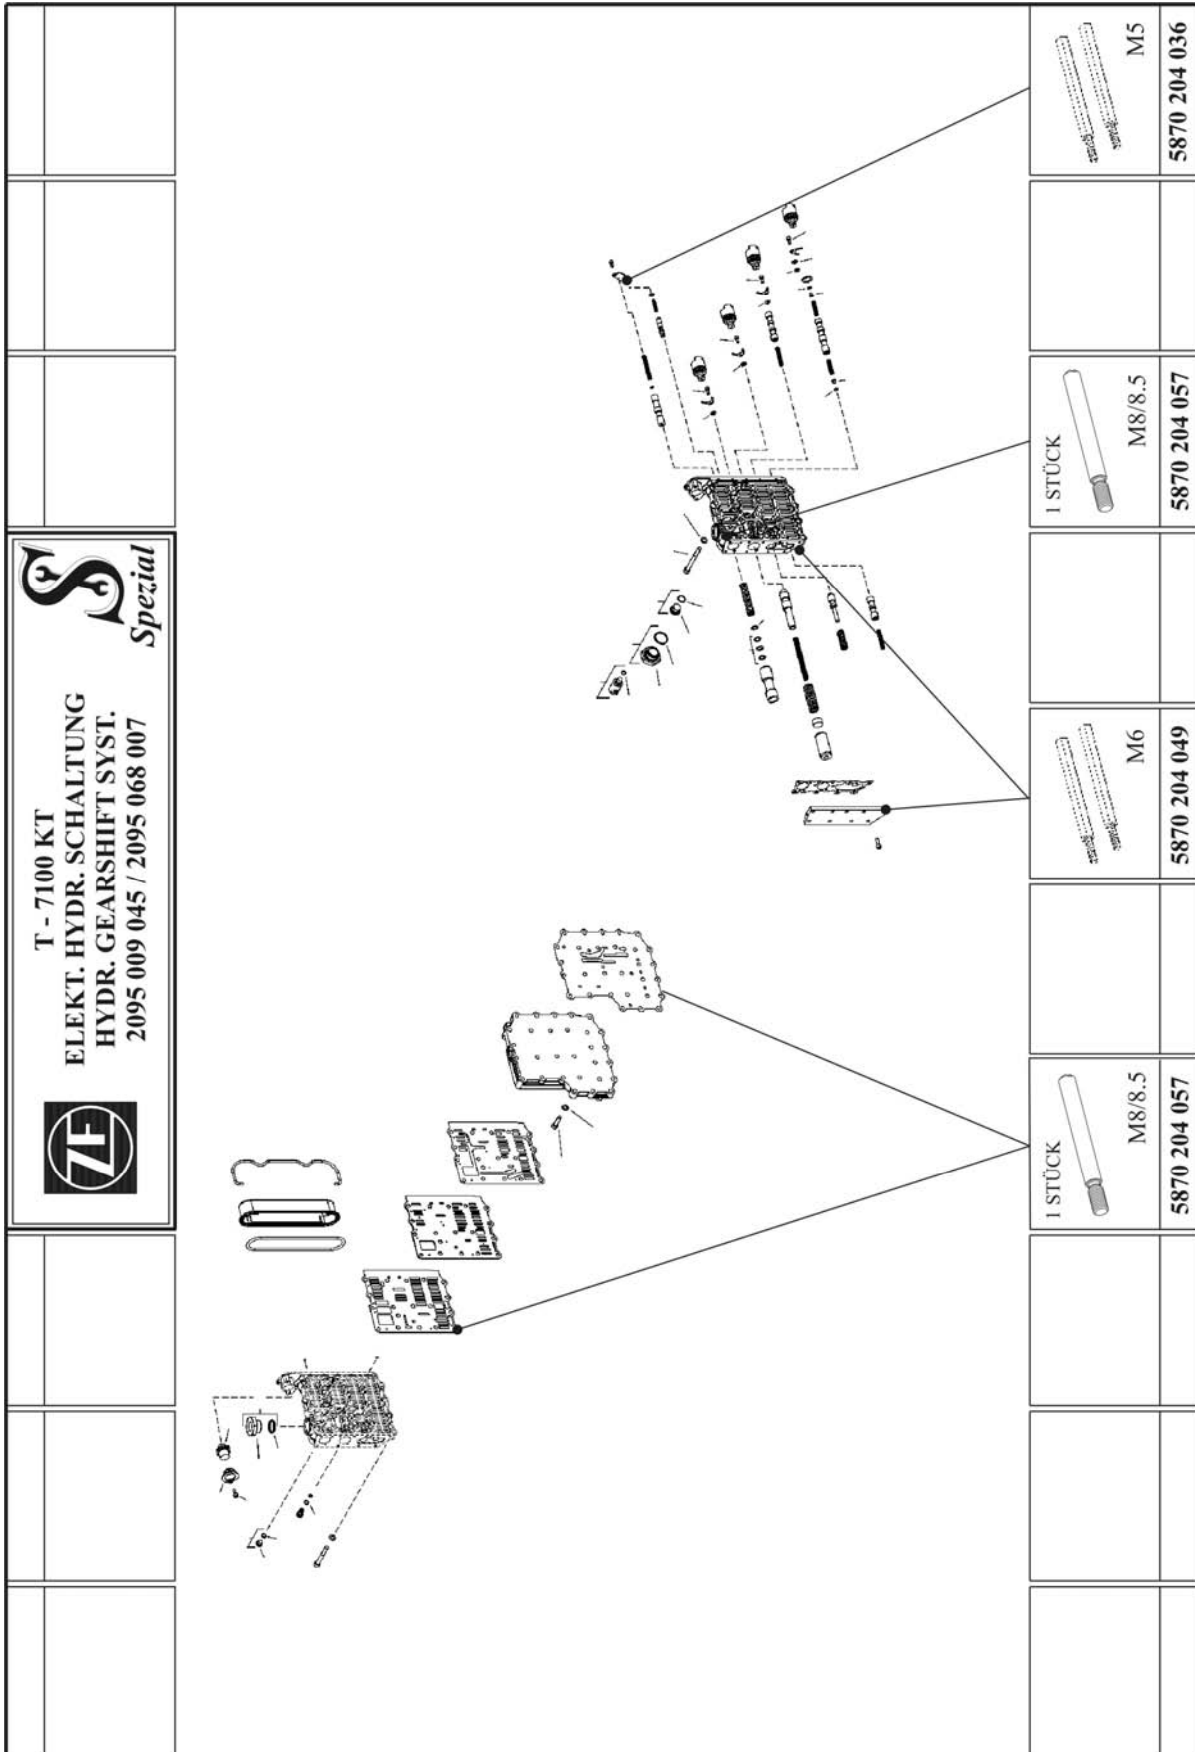 ZF
T - 7100 KT
ELEKT. HYDR. SCHALTUNG
HYDR. GEARSHIFT SYST.
2095 009 045 / 2095 068 007
S
Spezial
1 STÜCK
M8/8.5
5870 204 057
M6
5870 204 049
1 STÜCK
M8/8.5
5870 204 057
M5
5870 204 036